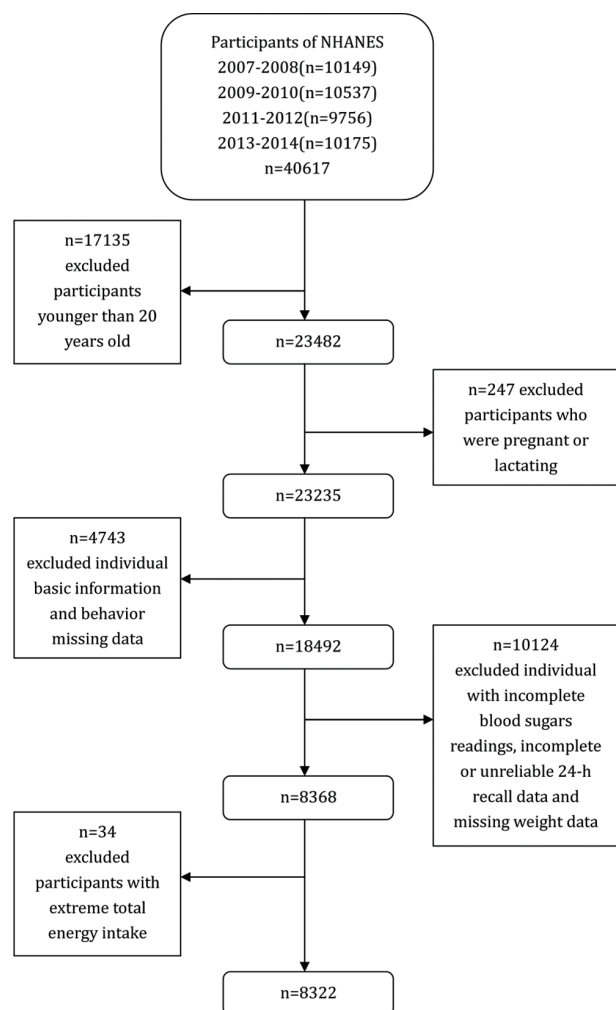 Participants of NHANES
2007-2008(n=10149)
2009-2010(n=10537)
2011-2012(n=9756)
2013-2014(n=10175)
n=40617
n=17135
excluded
participants
younger than 20
years old
n=23482
n=247 excluded
participants who
were pregnant or
lactating
n=23235
n=4743
excluded individual
basic information
and behavior
missing data
n=18492
n=10124
excluded individual
with incomplete
blood sugars
readings, incomplete
or unreliable 24-h
recall data and
missing weight data
n=8368
n=34
excluded
participants with
extreme total
energy intake
n=8322